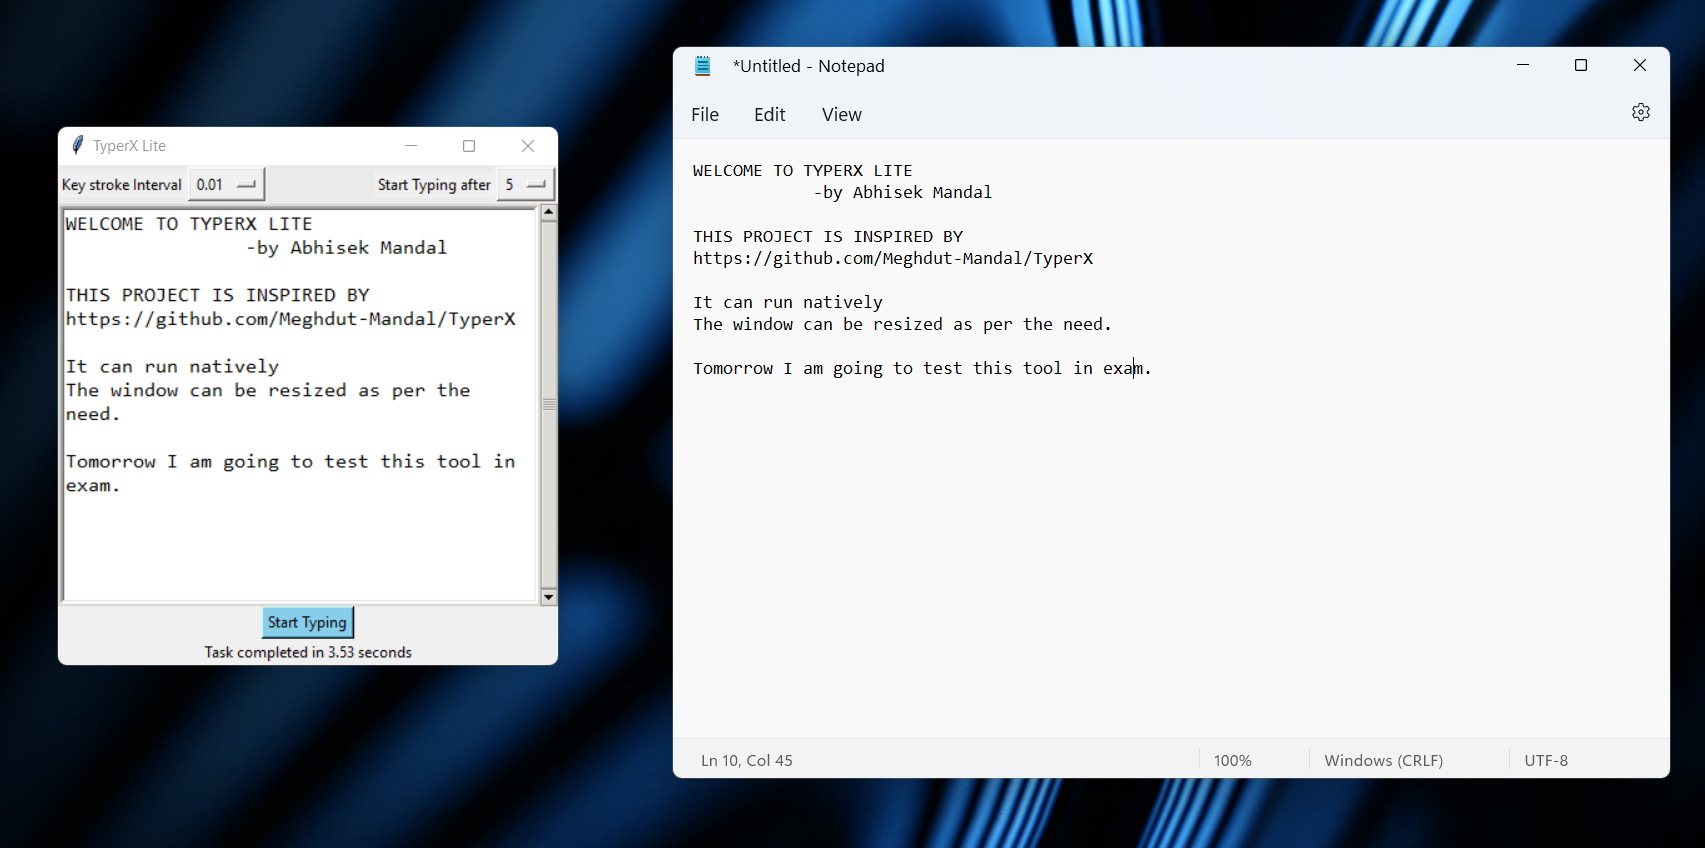 TyperX Lite
Key stroke Interval 0.01 Start Typing after 5
WELCOME TO TYPERX LITE
-by Abhisek Mandal
THIS PROJECT IS INSPIRED BY
https://github.com/Meghdut-Mandal/TyperX
It can run natively
The window can be resized as per the
need.
Tomorrow I am going to test this tool in
exam.
Start Typing
Task completed in 3.53 seconds
*Untitled - Notepad
File Edit View
WELCOME TO TYPERX LITE
-by Abhisek Mandal
THIS PROJECT IS INSPIRED BY
https://github.com/Meghdut-Mandal/TyperX
It can run natively
The window can be resized as per the need.
Tomorrow I am going to test this tool in exam.
Ln 10, Col 45 100% Windows (CRLF) UTF-8